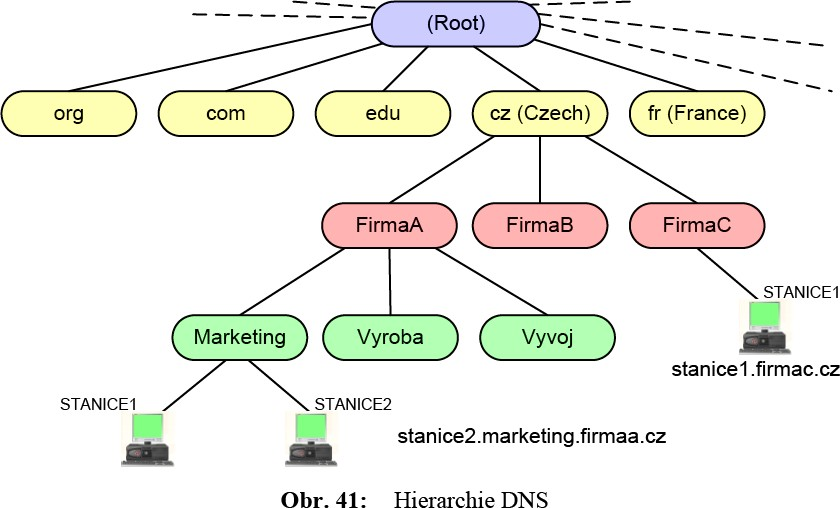 (Root)
org
com
edu
cz (Czech)
fr (France)
FirmaA
FirmaB
FirmaC
STANICE1
Marketing
Vyroba
Vyvoj
stanice1.firmac.cz
STANICE1
STANICE2
stanice2.marketing.firmaa.cz
Obr. 41: Hierarchie DNS